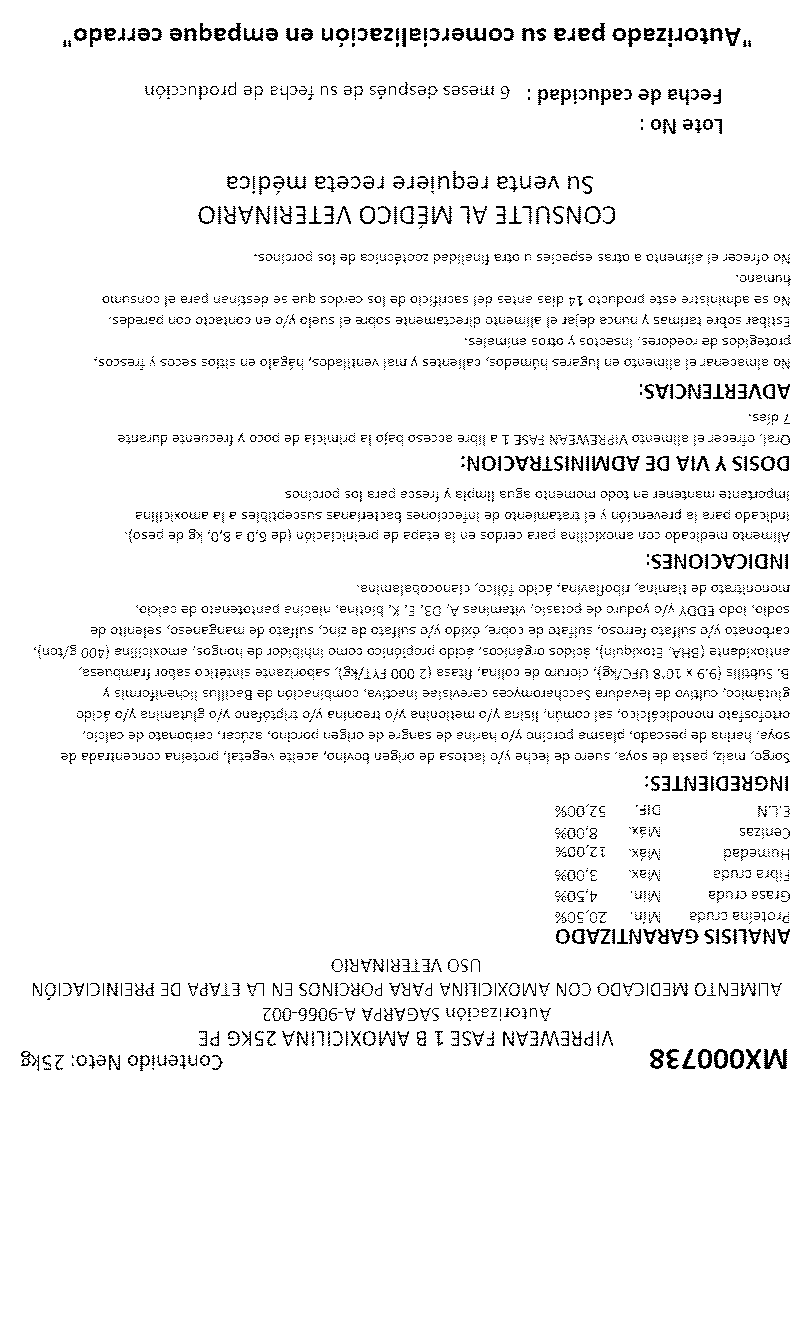 MX000738
Contenido Neto: 25kg
VIPREWEAN FASE 1 B AMOXICILINA 25KG PE
Autorización SAGARPA A-9066-002
ALIMENTO MEDICADO CON AMOXICILINA PARA PORCINOS EN LA ETAPA DE PREINICIACIÓN
USO VETERINARIO
ANALISIS GARANTIZADO
Proteína cruda Mín. 20,50%
Grasa cruda Mín. 4,50%
Fibra cruda Max. 3,00%
Humedad Máx. 12,00%
Cenizas Máx. 8,00%
E.L.N DIF. 52,00%
INGREDIENTES:
Sorgo, maíz, pasta de soya, suero de leche y/o lactosa de origen bovino, aceite vegetal, proteína concentrada de
soya, harina de pescado, plasma porcino y/o harina de sangre de origen porcino, azúcar, carbonato de calcio,
ortofosfato monodicálcico, sal común, lisina y/o metionina y/o treonina y/o triptófano y/o glutamina y/o ácido
glutámico, cultivo de levadura Saccharomyces cerevisiae inactiva, combinación de Bacillus licheniformis y
B. Subtilis (9.9 x 10^8 UFC/kg), cloruro de colina, fitasa (2 000 FYT/kg), saborizante sintético sabor frambuesa,
antioxidante (BHA, Etoxiquin), ácidos orgánicos, ácido propiónico como inhibidor de hongos, amoxicilina (400 g/ton),
carbonato y/o sulfato ferroso, sulfato de cobre, óxido y/o sulfato de zinc, sulfato de manganeso, selenito de
sodio, iodo EDDY y/o yoduro de potasio, vitaminas A, D3, E, K, biotina, niacina pantotenato de calcio,
mononitrato de tiamina, riboflavina, ácido fólico, cianocobalamina.
INDICACIONES:
Alimento medicado con amoxicilina para cerdos en la etapa de preiniciación (de 5,0 a 8,0, kg de peso).
Indicado para la prevención y el tratamiento de infecciones bacterianas susceptibles a la amoxicilina
Importante mantener en todo momento agua limpia y fresca para los porcinos
DOSIS Y VIA DE ADMINISTRACION:
Oral, ofrecer el alimento VIPREWEAN FASE 1 a libre acceso bajo la primicia de poco y frecuente durante
7 días.
ADVERTENCIAS:
No almacenar el alimento en lugares húmedos, calientes y mal ventilados, hágalo en sitios secos y frescos,
protegidos de roedores, insectos y otros animales.
Estibar sobre tarimas y nunca dejar el alimento directamente sobre el suelo y/o en contacto con paredes.
No se administre este producto 14 días antes del sacrificio de los cerdos que se destinan para el consumo
humano.
No ofrecer el alimento a otras especies u otra finalidad zootécnica de los porcinos.
CONSULTE AL MÉDICO VETERINARIO
Su venta requiere receta médica
Lote No :
Fecha de caducidad : 6 meses después de su fecha de producción
"Autorizado para su comercialización en empaque cerrado"